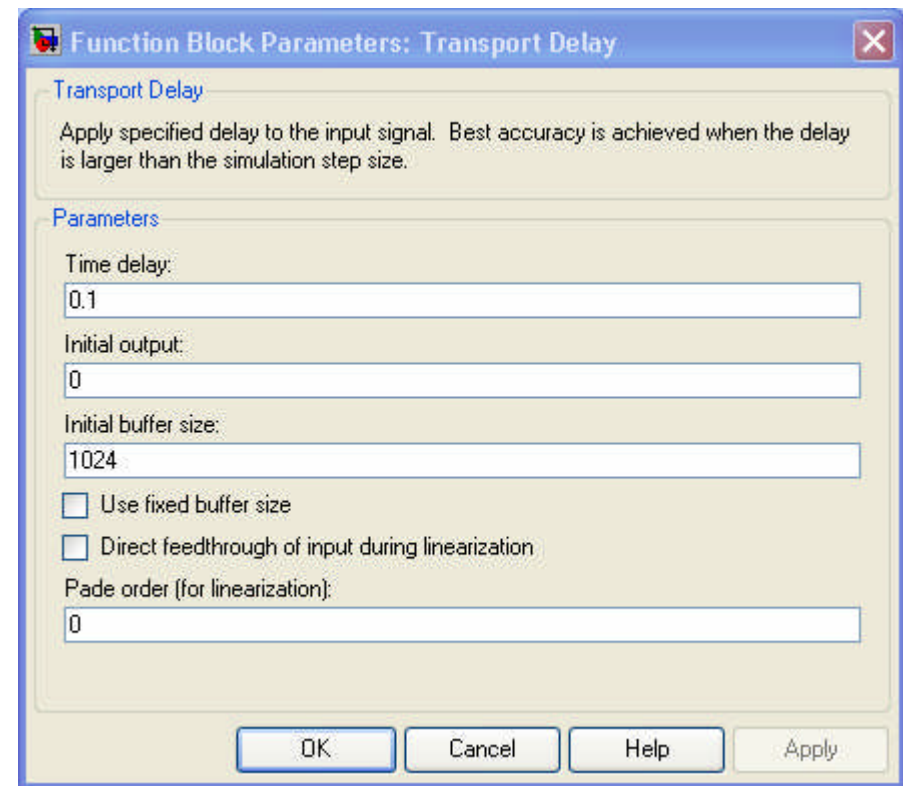 Function Block Parameters: Transport Delay
Transport Delay
Apply specified delay to the input signal. Best accuracy is achieved when the delay
is larger than the simulation step size.
Parameters
Time delay:
0.1
Initial output:
0
Initial buffer size:
1024
Use fixed buffer size
Direct feedthrough of input during linearization
Pade order (for linearization):
0
OK Cancel Help Apply